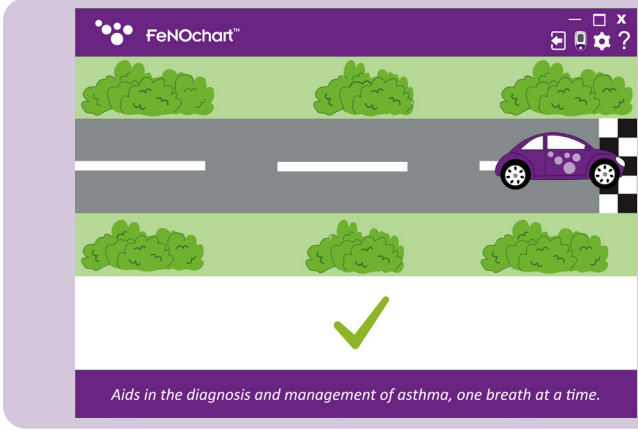 FeNOchart™
Aids in the diagnosis and management of asthma, one breath at a time.